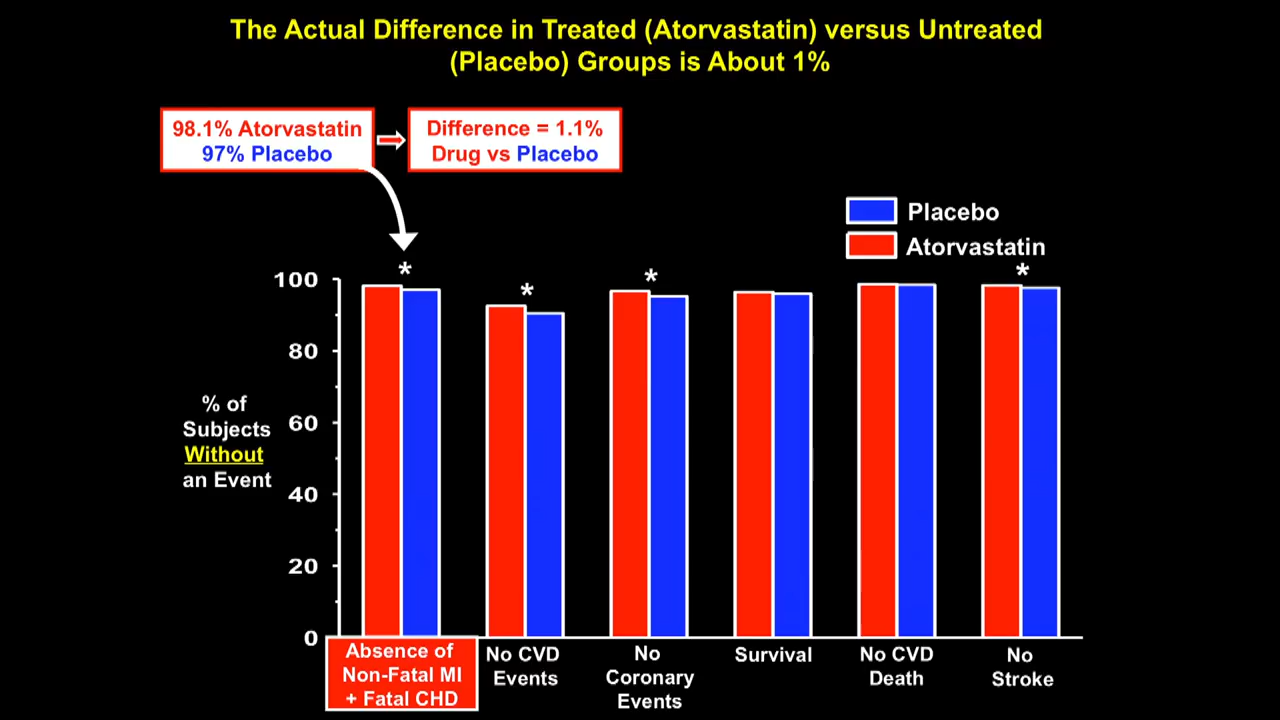 The Actual Difference in Treated (Atorvastatin) versus Untreated
(Placebo) Groups is About 1%
98.1% Atorvastatin
97% Placebo
Difference = 1.1%
Drug vs Placebo
Placebo
Atorvastatin
*
*
*
*
100
80
60
40
20
0
% of
Subjects
Without
an Event
Absence of
Non-Fatal MI
+ Fatal CHD
No CVD
Events
No
Coronary
Events
Survival
No CVD
Death
No
Stroke